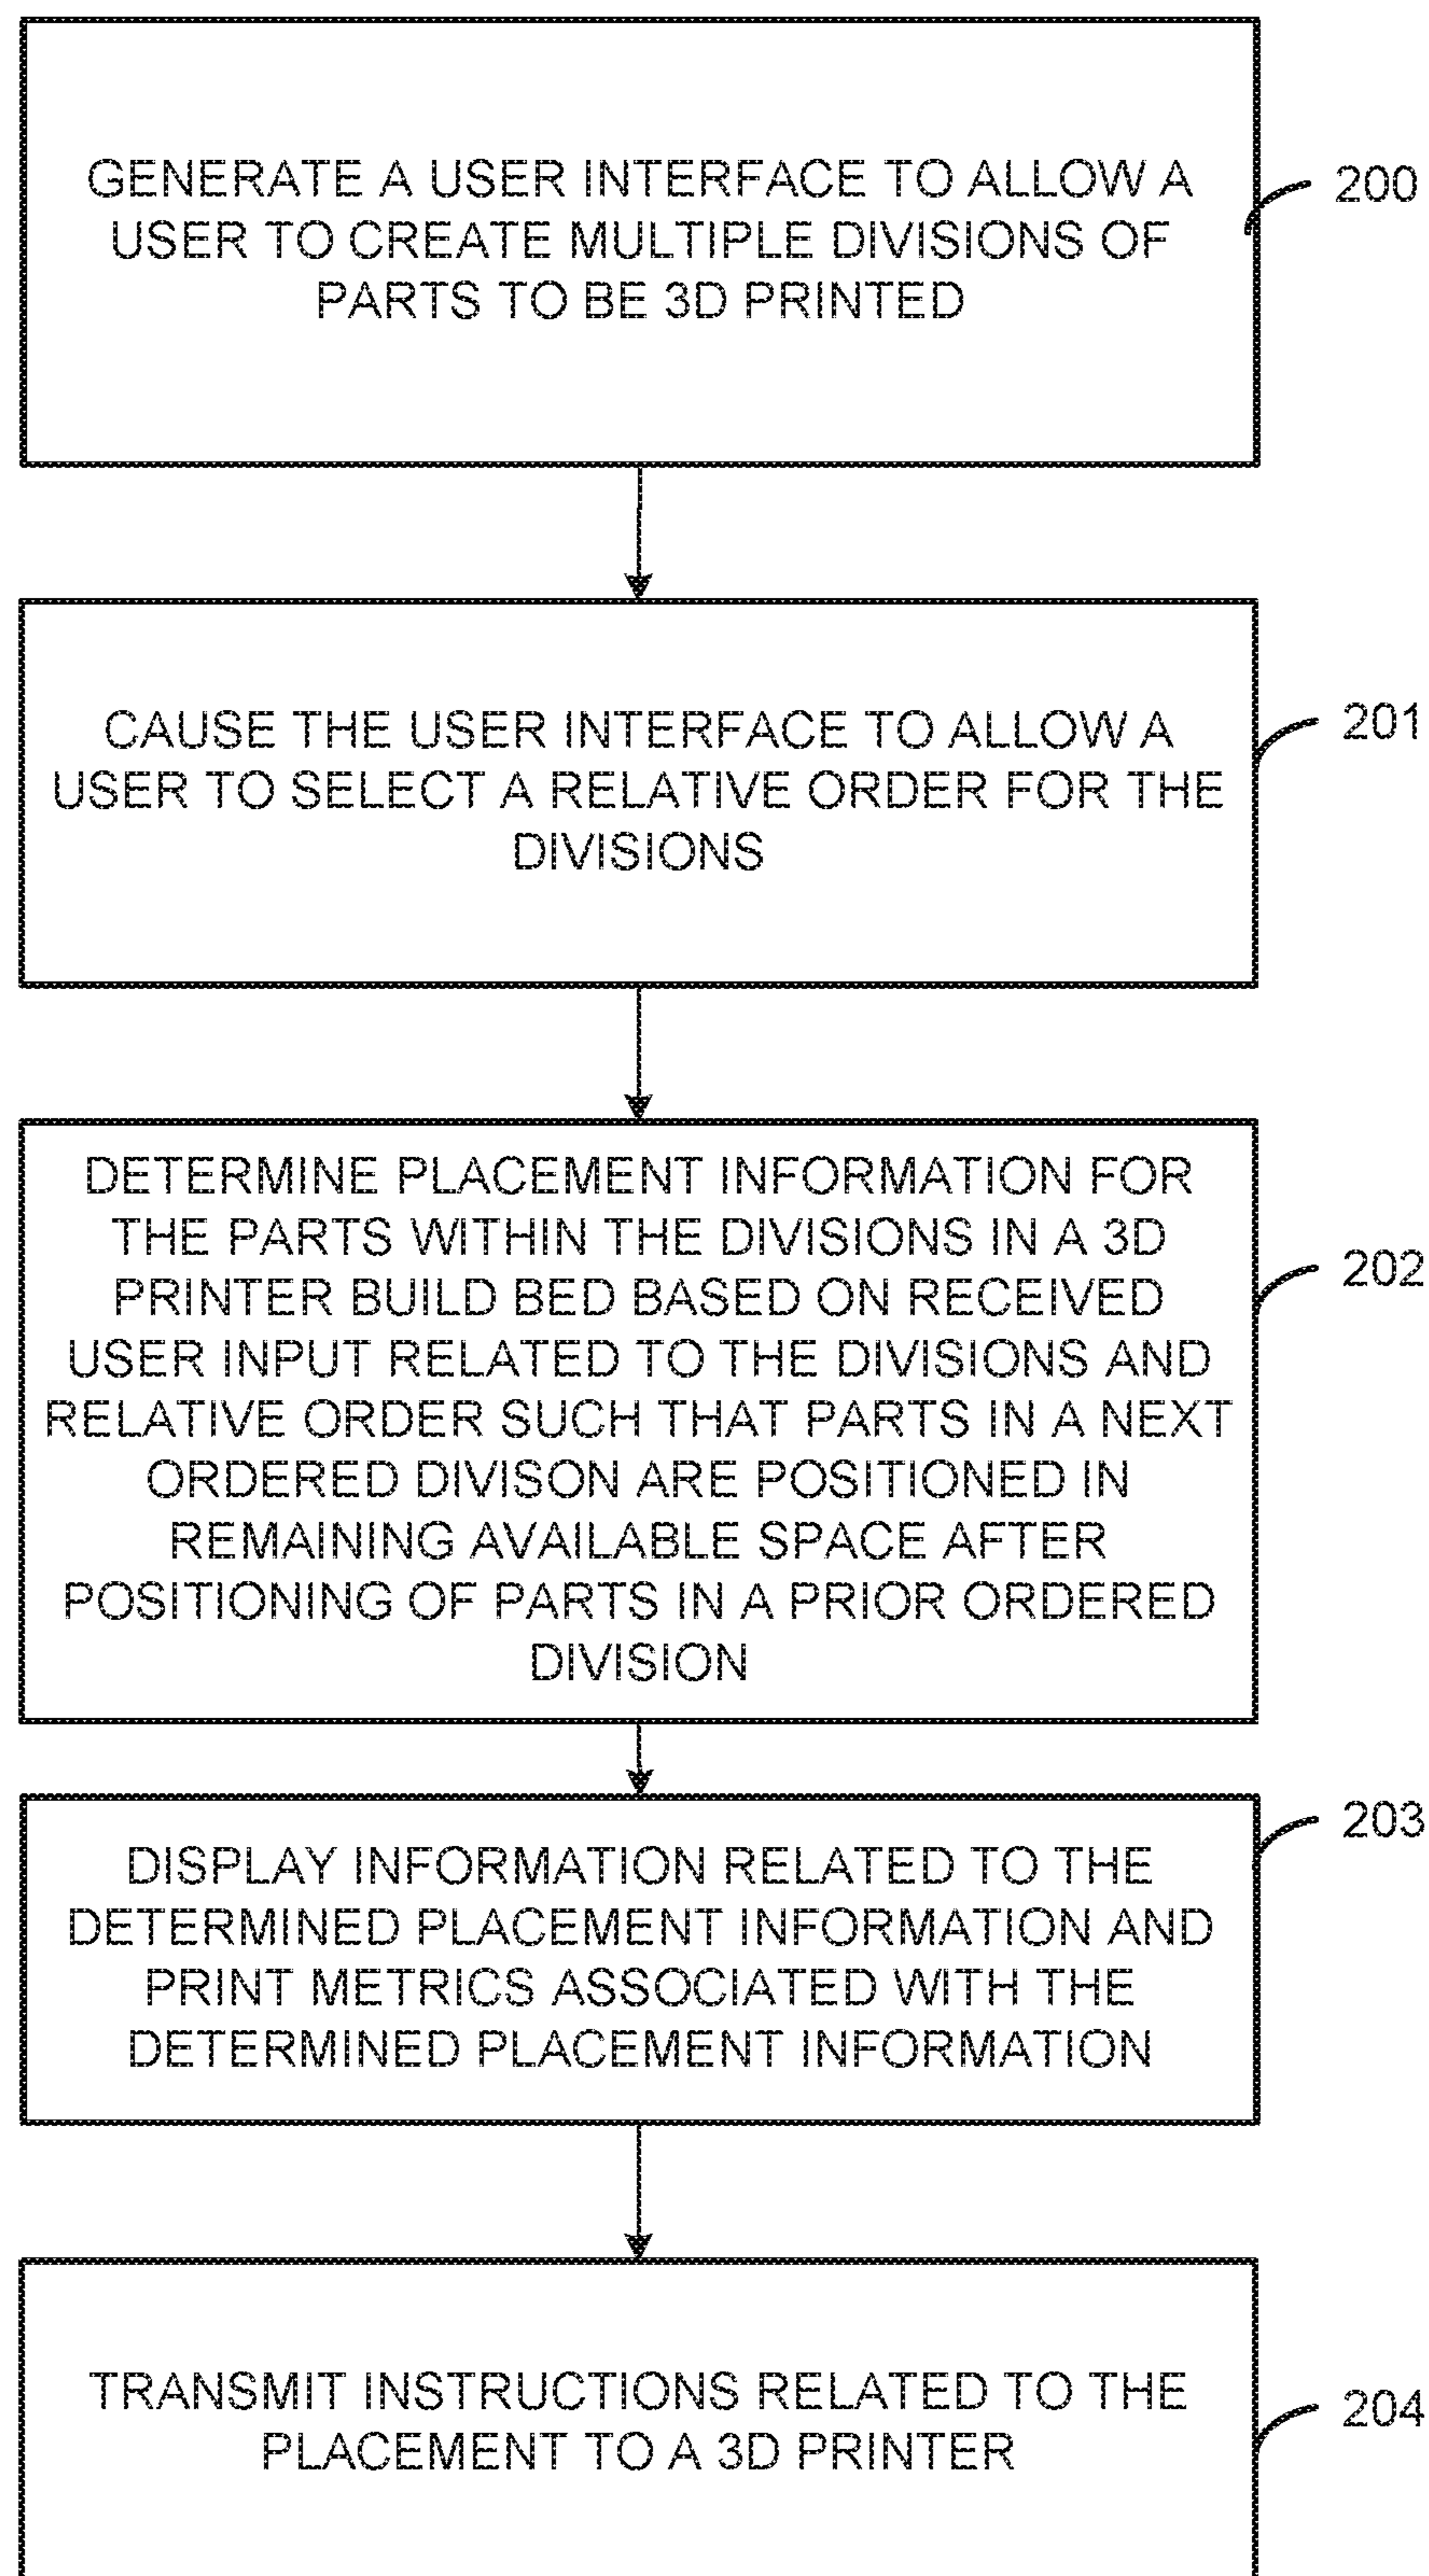 GENERATE A USER INTERFACE TO ALLOW A
USER TO CREATE MULTIPLE DIVISIONS OF
PARTS TO BE 3D PRINTED
200
CAUSE THE USER INTERFACE TO ALLOW A
USER TO SELECT A RELATIVE ORDER FOR THE
DIVISIONS
201
DETERMINE PLACEMENT INFORMATION FOR
THE PARTS WITHIN THE DIVISIONS IN A 3D
PRINTER BUILD BED BASED ON RECEIVED
USER INPUT RELATED TO THE DIVISIONS AND
RELATIVE ORDER SUCH THAT PARTS IN A NEXT
ORDERED DIVISON ARE POSITIONED IN
REMAINING AVAILABLE SPACE AFTER
POSITIONING OF PARTS IN A PRIOR ORDERED
DIVISION
202
DISPLAY INFORMATION RELATED TO THE
DETERMINED PLACEMENT INFORMATION AND
PRINT METRICS ASSOCIATED WITH THE
DETERMINED PLACEMENT INFORMATION
203
TRANSMIT INSTRUCTIONS RELATED TO THE
PLACEMENT TO A 3D PRINTER
204